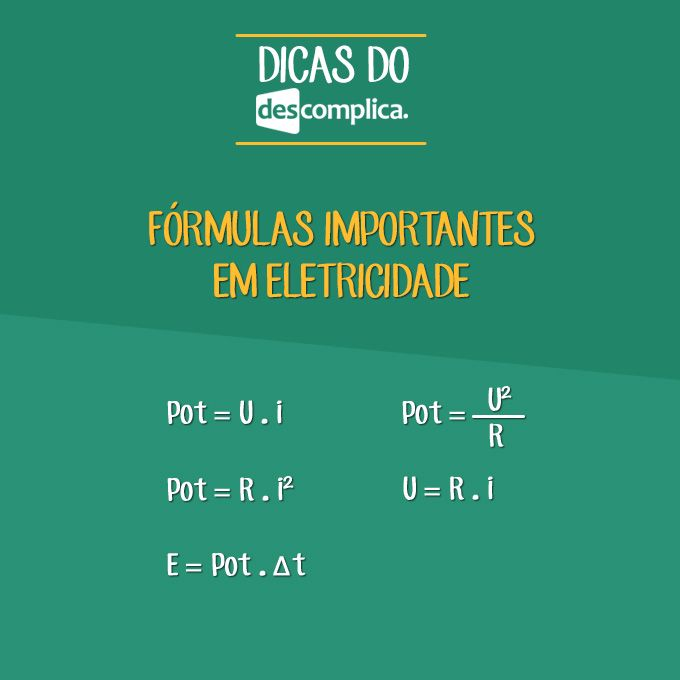 DICAS DO
descomplica.
FÓRMULAS IMPORTANTES
EM ELETRICIDADE
Pot = U . i
Pot = U² / R
Pot = R . i²
U = R . i
E = Pot . Δt